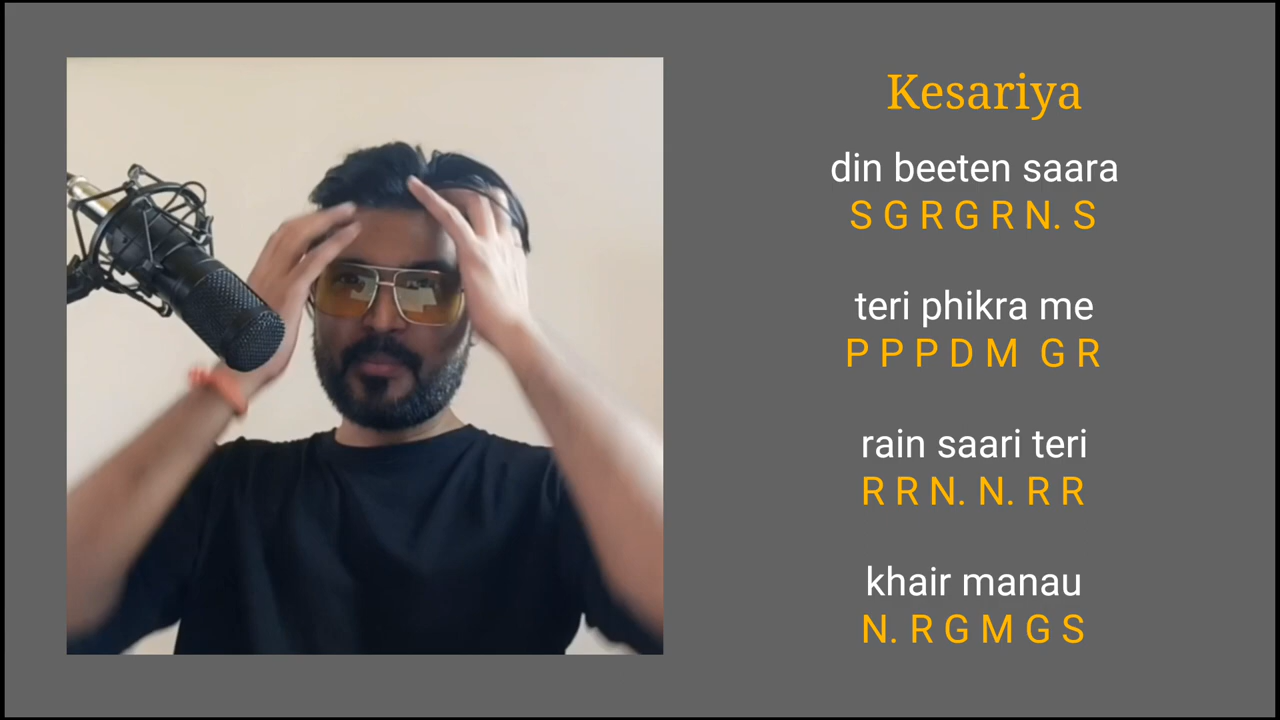 Kesariya
din beeten saara
S G R G R N. S
teri phikra me
P P P D M  G R
rain saari teri
R R N. N. R R
khair manau
N. R G M G S